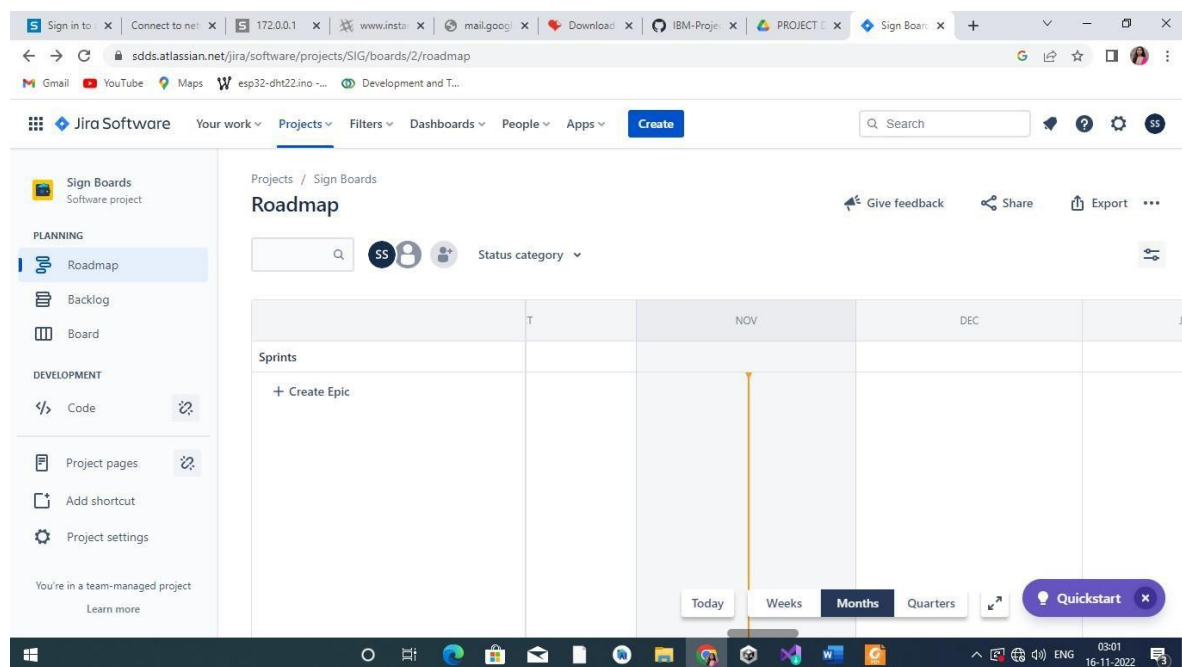 Sign in to
Connect to net
172.0.0.1
www.insta
mail.googl
Download
IBM-Projec
PROJECT D
Sign Board
sdds.atlassian.net/jira/software/projects/SIG/boards/2/roadmap
Gmail YouTube Maps esp32-dht22.ino -... Development and T...
Jira Software Your work Projects Filters Dashboards People Apps Create Search SS
Sign Boards
Software project
PLANNING
Roadmap
Backlog
Board
DEVELOPMENT
Code
Project pages
Add shortcut
Project settings
You're in a team-managed project
Learn more
Projects / Sign Boards
Roadmap
Give feedback Share Export
SS Status category
T NOV DEC J
Sprints
+ Create Epic
Today Weeks Months Quarters
Quickstart
ENG
03:01
16-11-2022